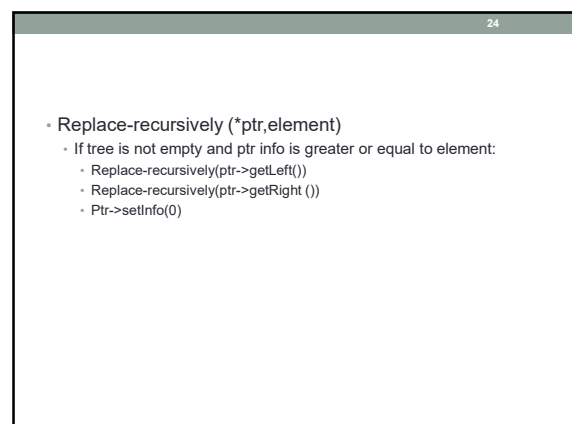 24
• Replace-recursively (*ptr,element)
• If tree is not empty and ptr info is greater or equal to element:
• Replace-recursively(ptr->getLeft())
• Replace-recursively(ptr->getRight ())
• Ptr->setInfo(0)